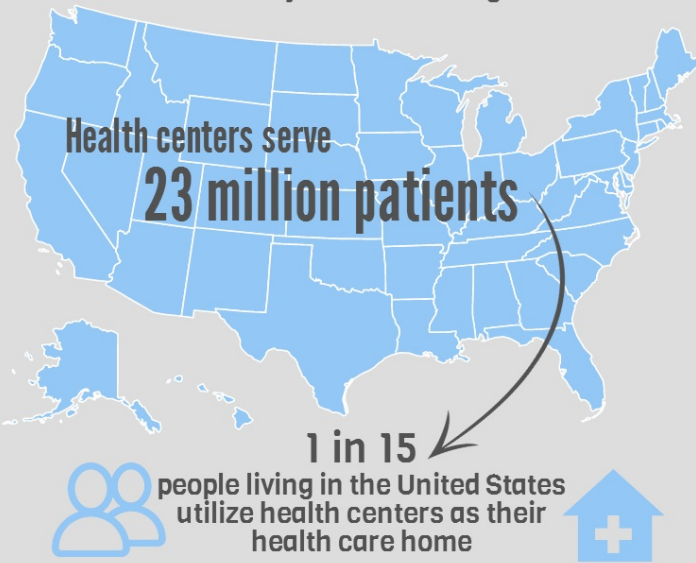 Health centers serve
23 million patients
1 in 15
people living in the United States
utilize health centers as their
health care home